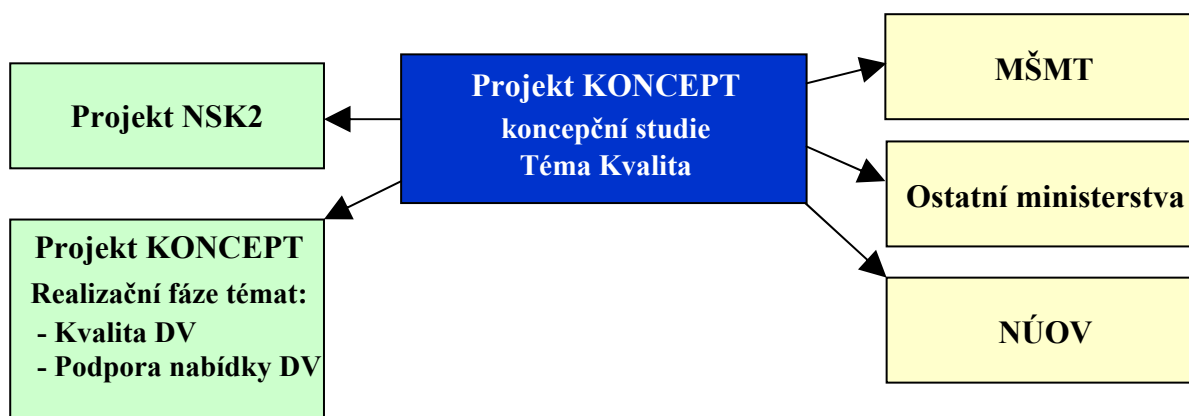 Projekt NSK2
Projekt KONCEPT
Realizační fáze témat:
- Kvalita DV
- Podpora nabídky DV
Projekt KONCEPT
koncepční studie
Téma Kvalita
MŠMT
Ostatní ministerstva
NÚOV